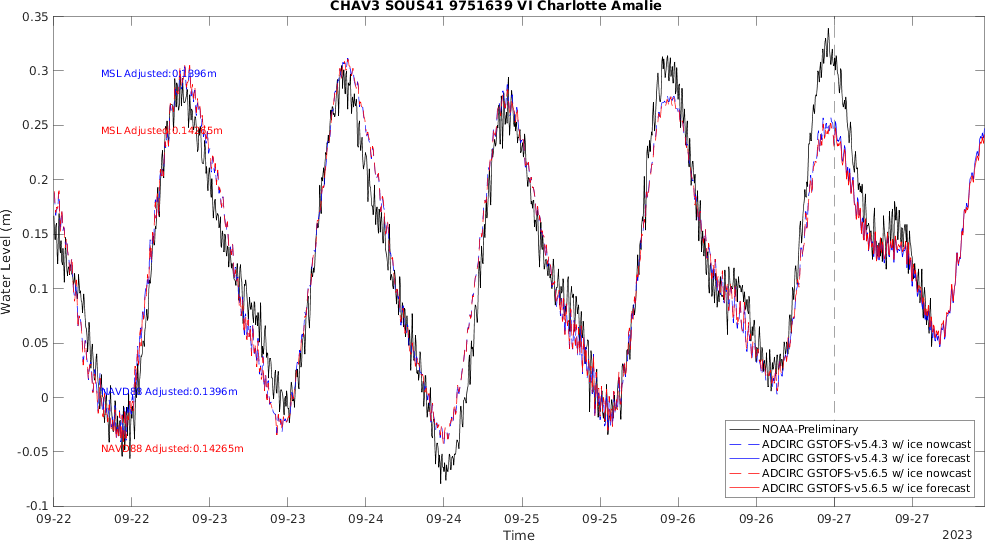 CHAV3 SOUS41 9751639 VI Charlotte Amalie
0.35
0.3
0.25
0.2
0.15
0.1
0.05
0
-0.05
-0.1
Water Level (m)
MSL Adjusted:0.1396m
MSL Adjusted:0.14265m
NAVD88 Adjusted:0.1396m
NAVD88 Adjusted:0.14265m
NOAA-Preliminary
ADCIRC GSTOFS-v5.4.3 w/ ice nowcast
ADCIRC GSTOFS-v5.4.3 w/ ice forecast
ADCIRC GSTOFS-v5.6.5 w/ ice nowcast
ADCIRC GSTOFS-v5.6.5 w/ ice forecast
09-22 09-22 09-23 09-23 09-24 09-24 09-25 09-25 09-26 09-26 09-27 09-27
Time
2023